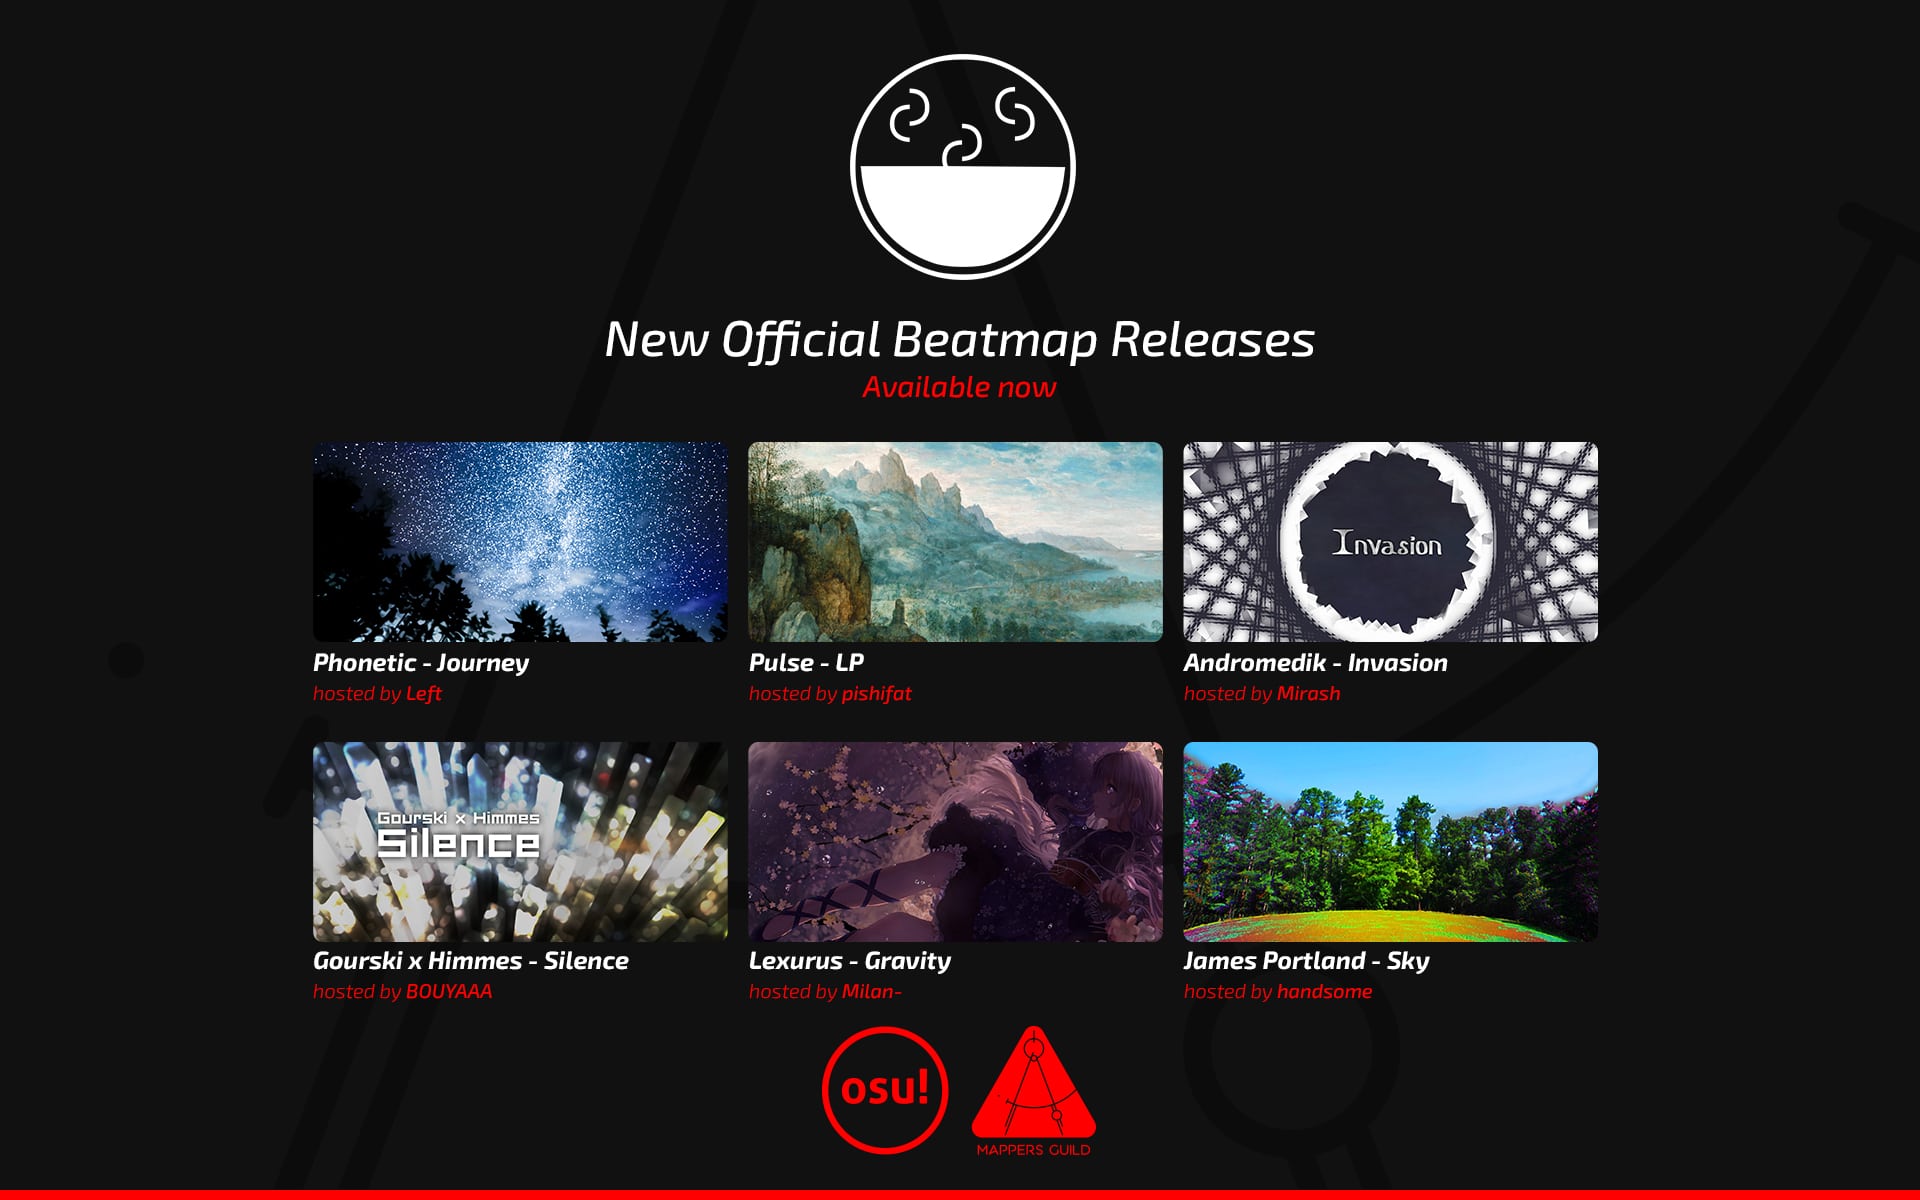 New Official Beatmap Releases
Available now
Invasion
Phonetic - Journey
hosted by Left
Pulse - LP
hosted by pishifat
Andromedik - Invasion
hosted by Mirash
Gourski x Himmes
Silence
Gourski x Himmes - Silence
hosted by BOUYAAA
Lexurus - Gravity
hosted by Milan-
James Portland - Sky
hosted by handsome
osu!
MAPPERS GUILD